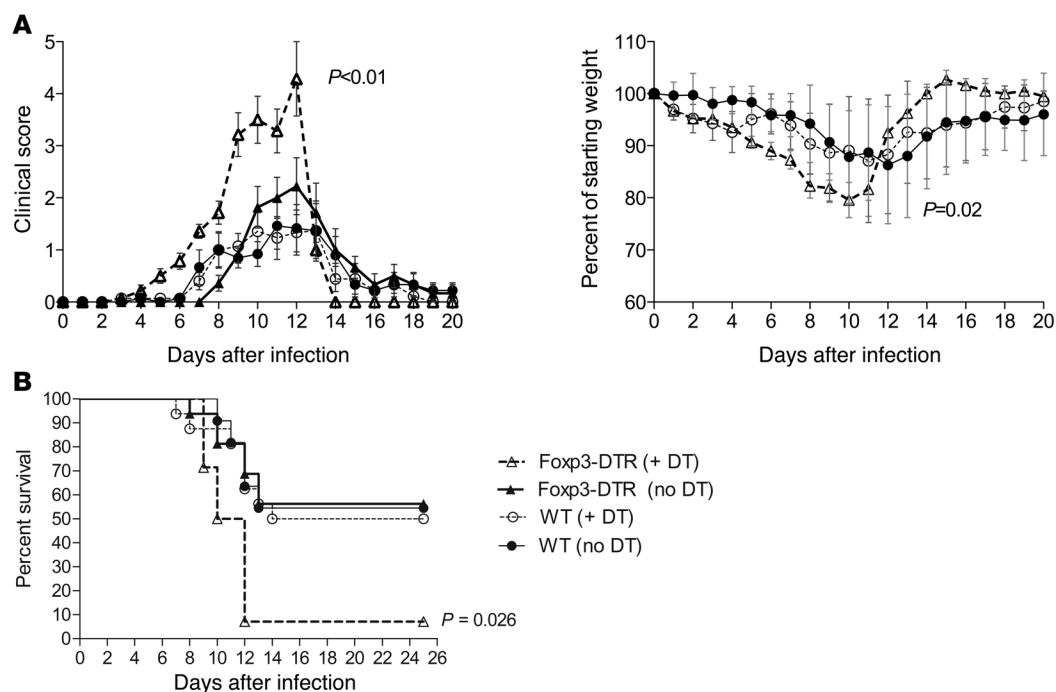 A
5
4
3
2
1
0
Clinical score
P<0.01
0 2 4 6 8 10 12 14 16 18 20
Days after infection
110
100
90
80
70
60
Percent of starting weight
P=0.02
0 2 4 6 8 10 12 14 16 18 20
Days after infection
B
100
90
80
70
60
50
40
30
20
10
0
Percent survival
P = 0.026
0 2 4 6 8 10 12 14 16 18 20 22 24 26
Days after infection
Foxp3-DTR (+ DT)
Foxp3-DTR (no DT)
WT (+ DT)
WT (no DT)